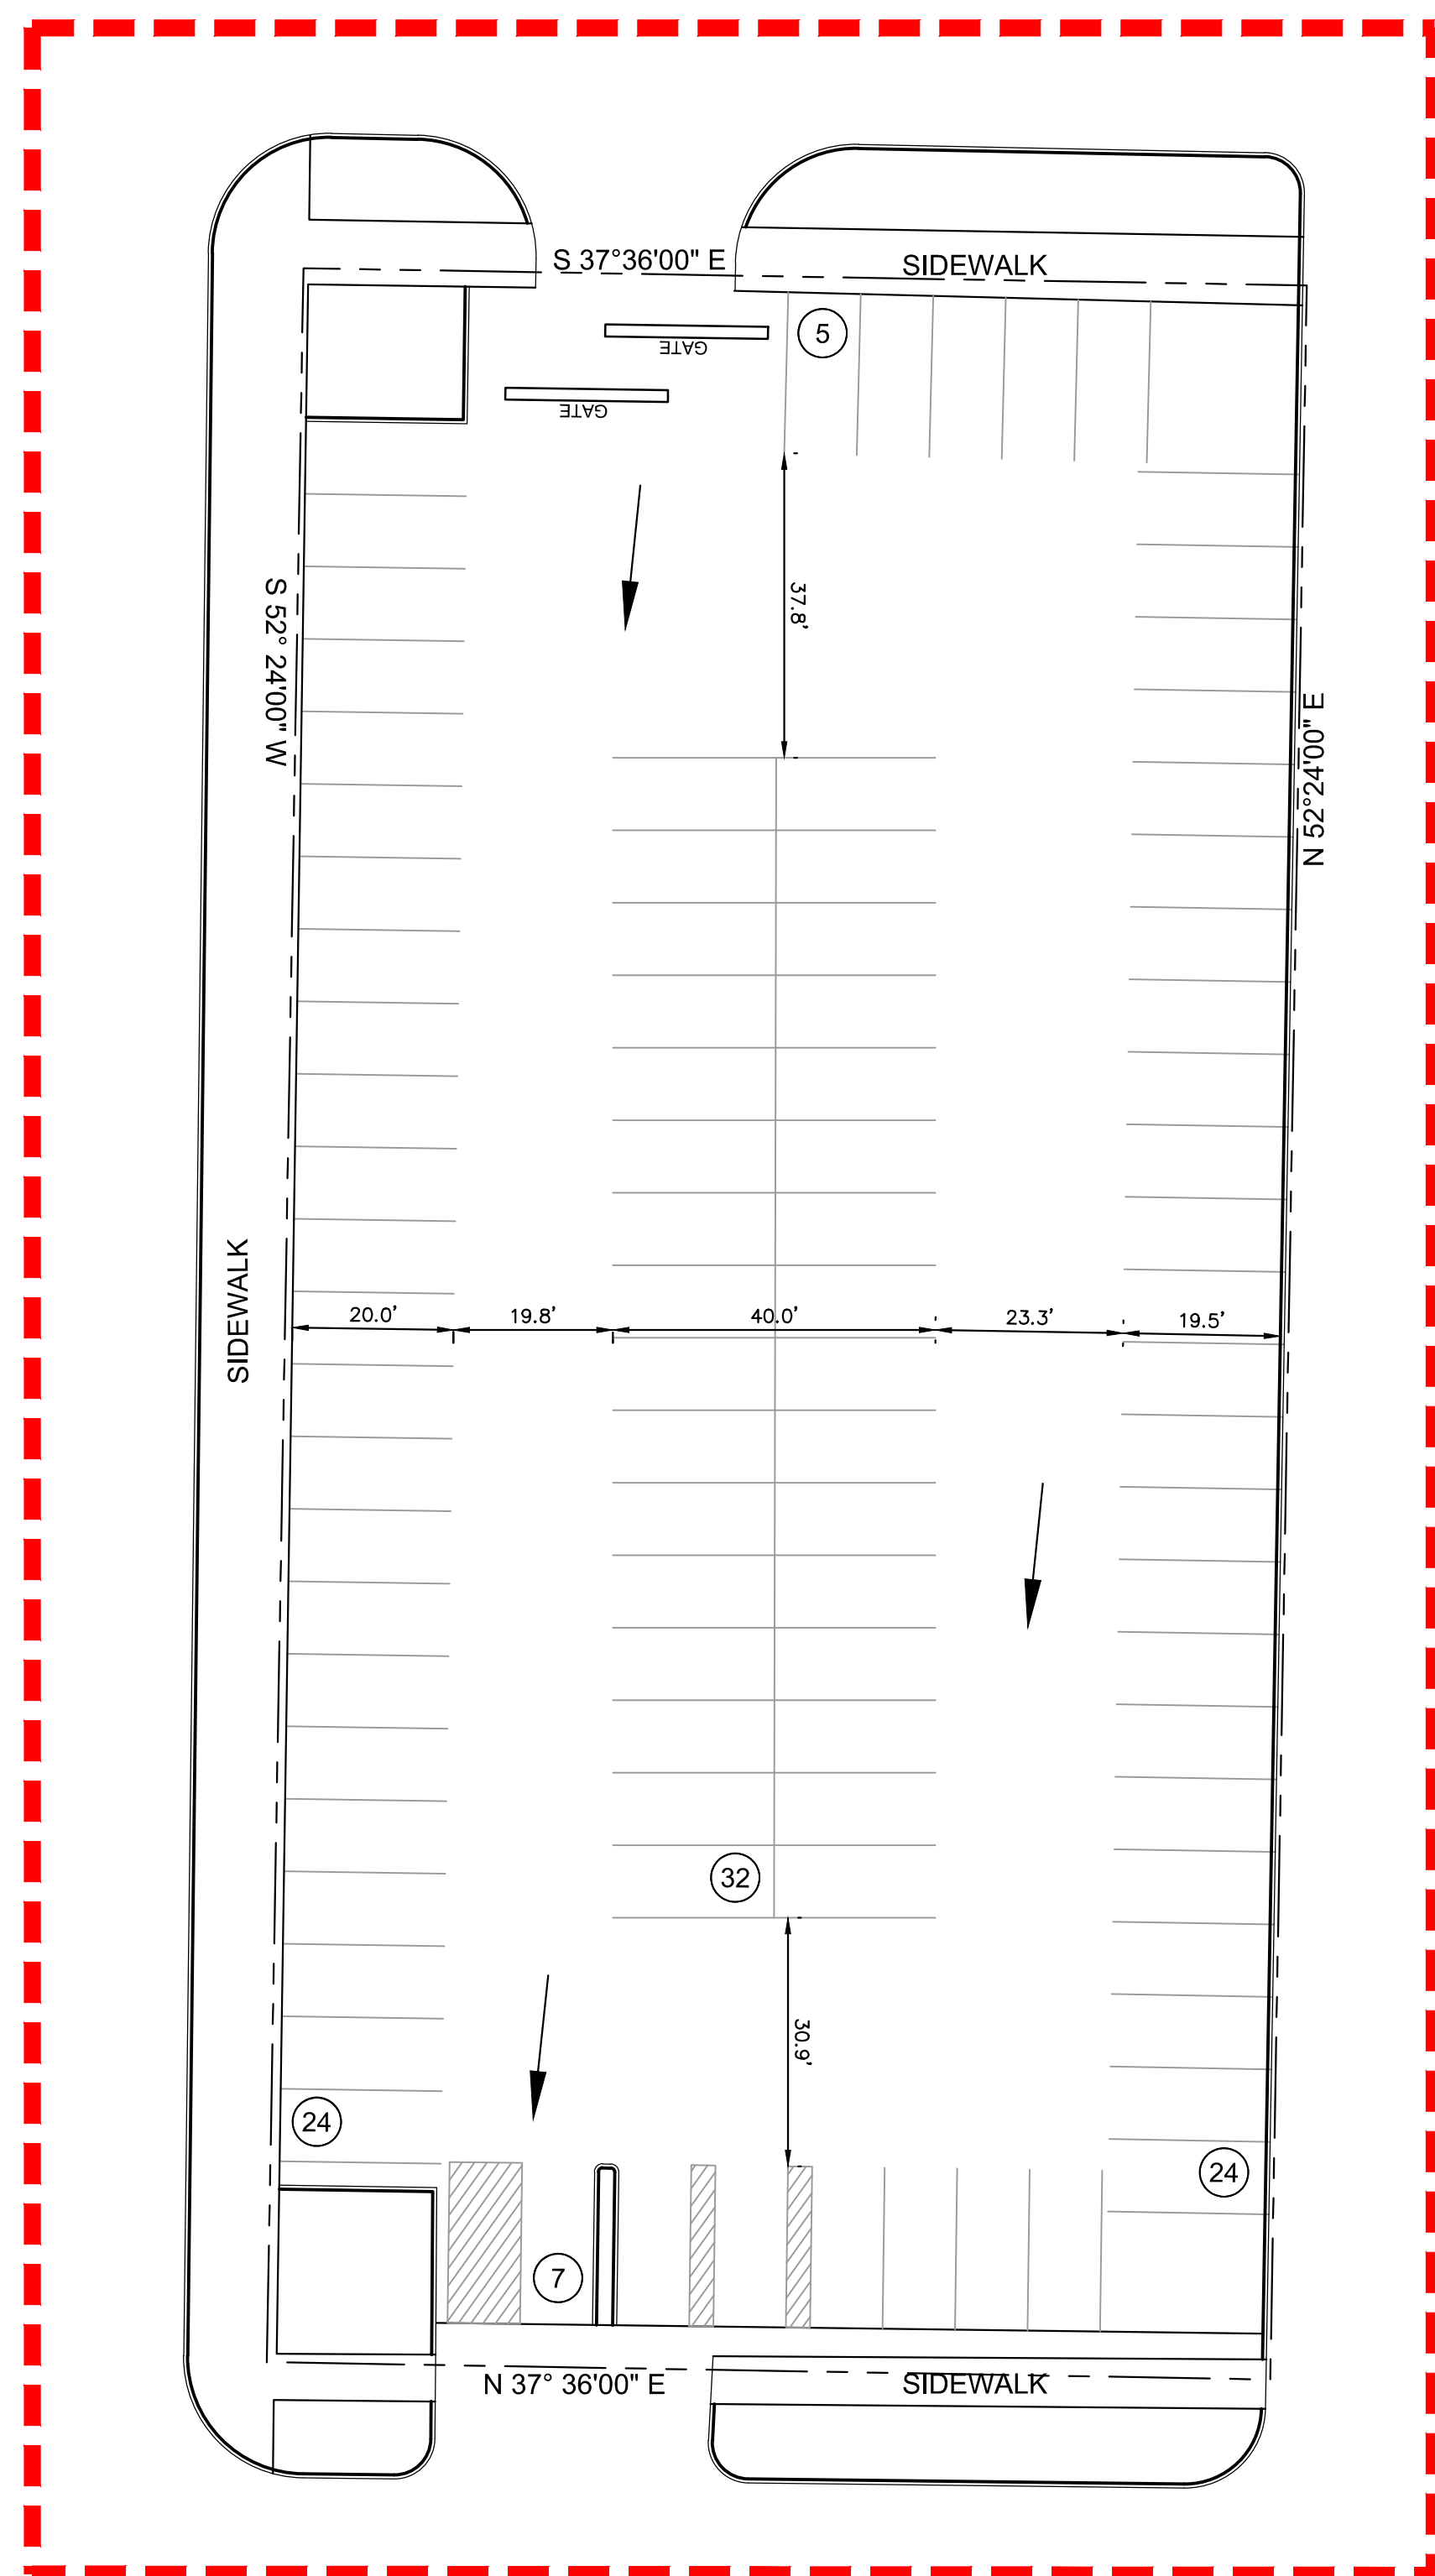 S 37°36'00" E
SIDEWALK
5
GATE
GATE
37.8'
S 52° 24'00" W
N 52°24'00" E
SIDEWALK
20.0'
19.8'
40.0'
23.3'
19.5'
32
30.9'
24
24
7
N 37° 36'00" E
SIDEWALK